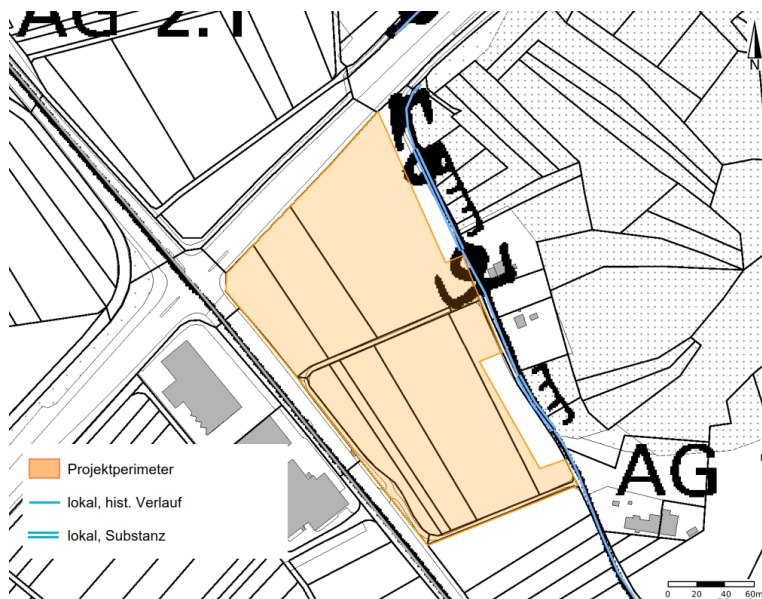 AG 2.1
N
Projektperimeter
lokal, hist. Verlauf
lokal, Substanz
AG
0 20 40 60m